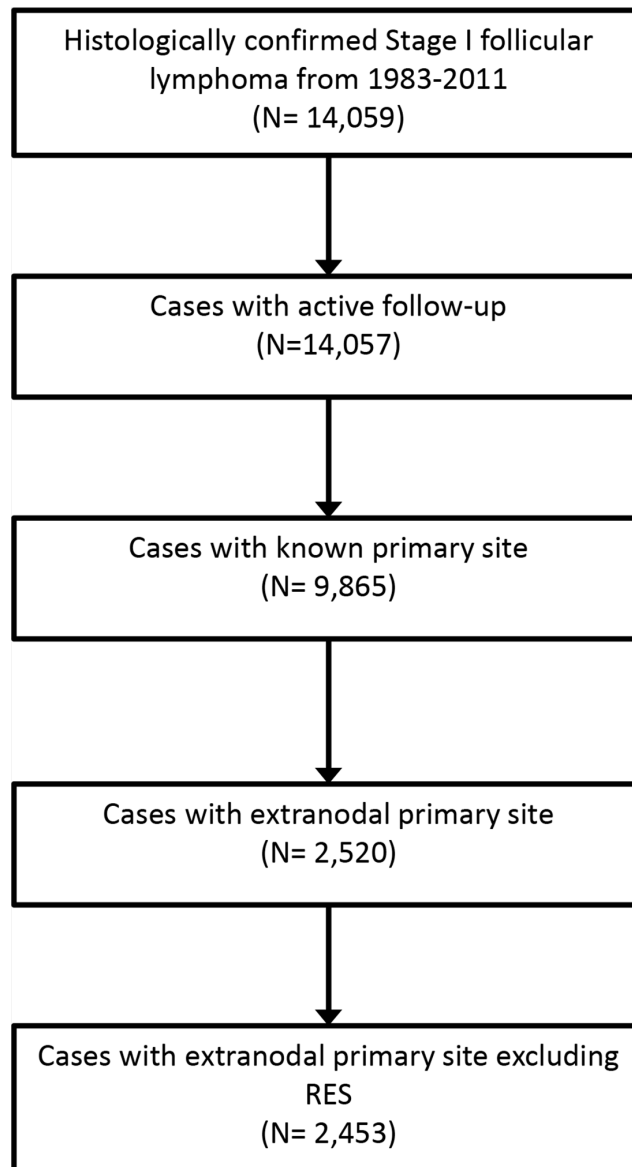 Histologically confirmed Stage I follicular
lymphoma from 1983-2011
(N= 14,059)
Cases with active follow-up
(N=14,057)
Cases with known primary site
(N= 9,865)
Cases with extranodal primary site
(N= 2,520)
Cases with extranodal primary site excluding
RES
(N= 2,453)